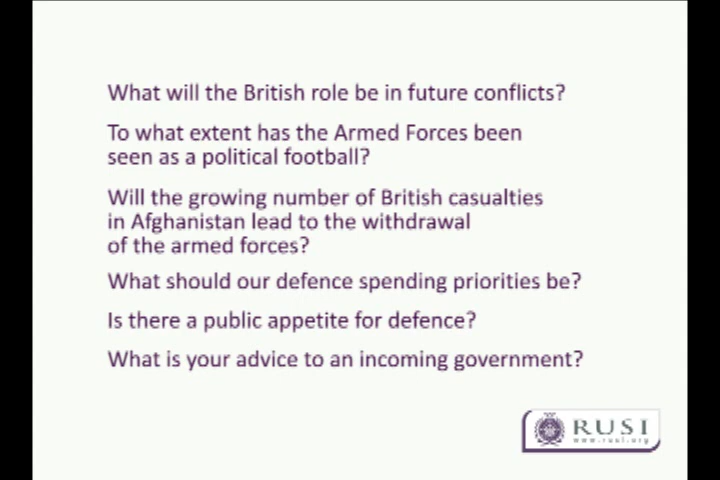 What will the British role be in future conflicts?
To what extent has the Armed Forces been
seen as a political football?
Will the growing number of British casualties
in Afghanistan lead to the withdrawal
of the armed forces?
What should our defence spending priorities be?
Is there a public appetite for defence?
What is your advice to an incoming government?
RUSI
www.rusi.org